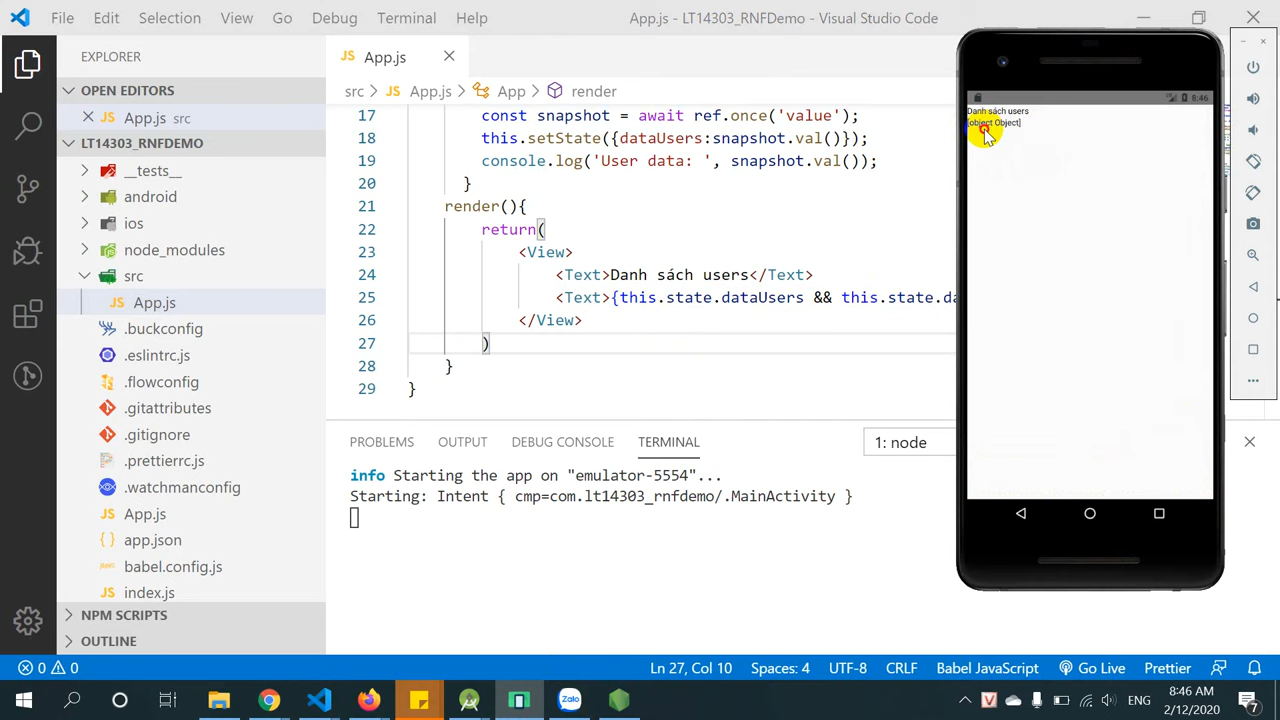 File Edit Selection View Go Debug Terminal Help App.js - LT14303_RNFDemo - Visual Studio Code
EXPLORER
OPEN EDITORS
App.js src
LT14303_RNFDEMO
__tests__
android
ios
node_modules
src
JS App.js
.buckconfig
.eslintrc.js
.flowconfig
.gitattributes
.gitignore
.prettierrc.js
.watchmanconfig
JS App.js
{ } app.json
babel.config.js
JS index.js
NPM SCRIPTS
OUTLINE
JS App.js
src JS App.js App render
17 const snapshot = await ref.once('value');
18 this.setState({dataUsers:snapshot.val()});
19 console.log('User data: ', snapshot.val());
20 }
21 render(){
22 return(
23 <View>
24 <Text>Danh sách users</Text>
25 <Text>{this.state.dataUsers && this.state.da
26 </View>
27 )
28 }
29 }
PROBLEMS OUTPUT DEBUG CONSOLE TERMINAL 1: node
info Starting the app on "emulator-5554"...
Starting: Intent { cmp=com.lt14303_rnfdemo/.MainActivity }
8:46
Danh sách users
[object Object]
0 0 Ln 27, Col 10 Spaces: 4 UTF-8 CRLF Babel JavaScript Go Live Prettier
Zalo V ENG
8:46 AM
2/12/2020
7